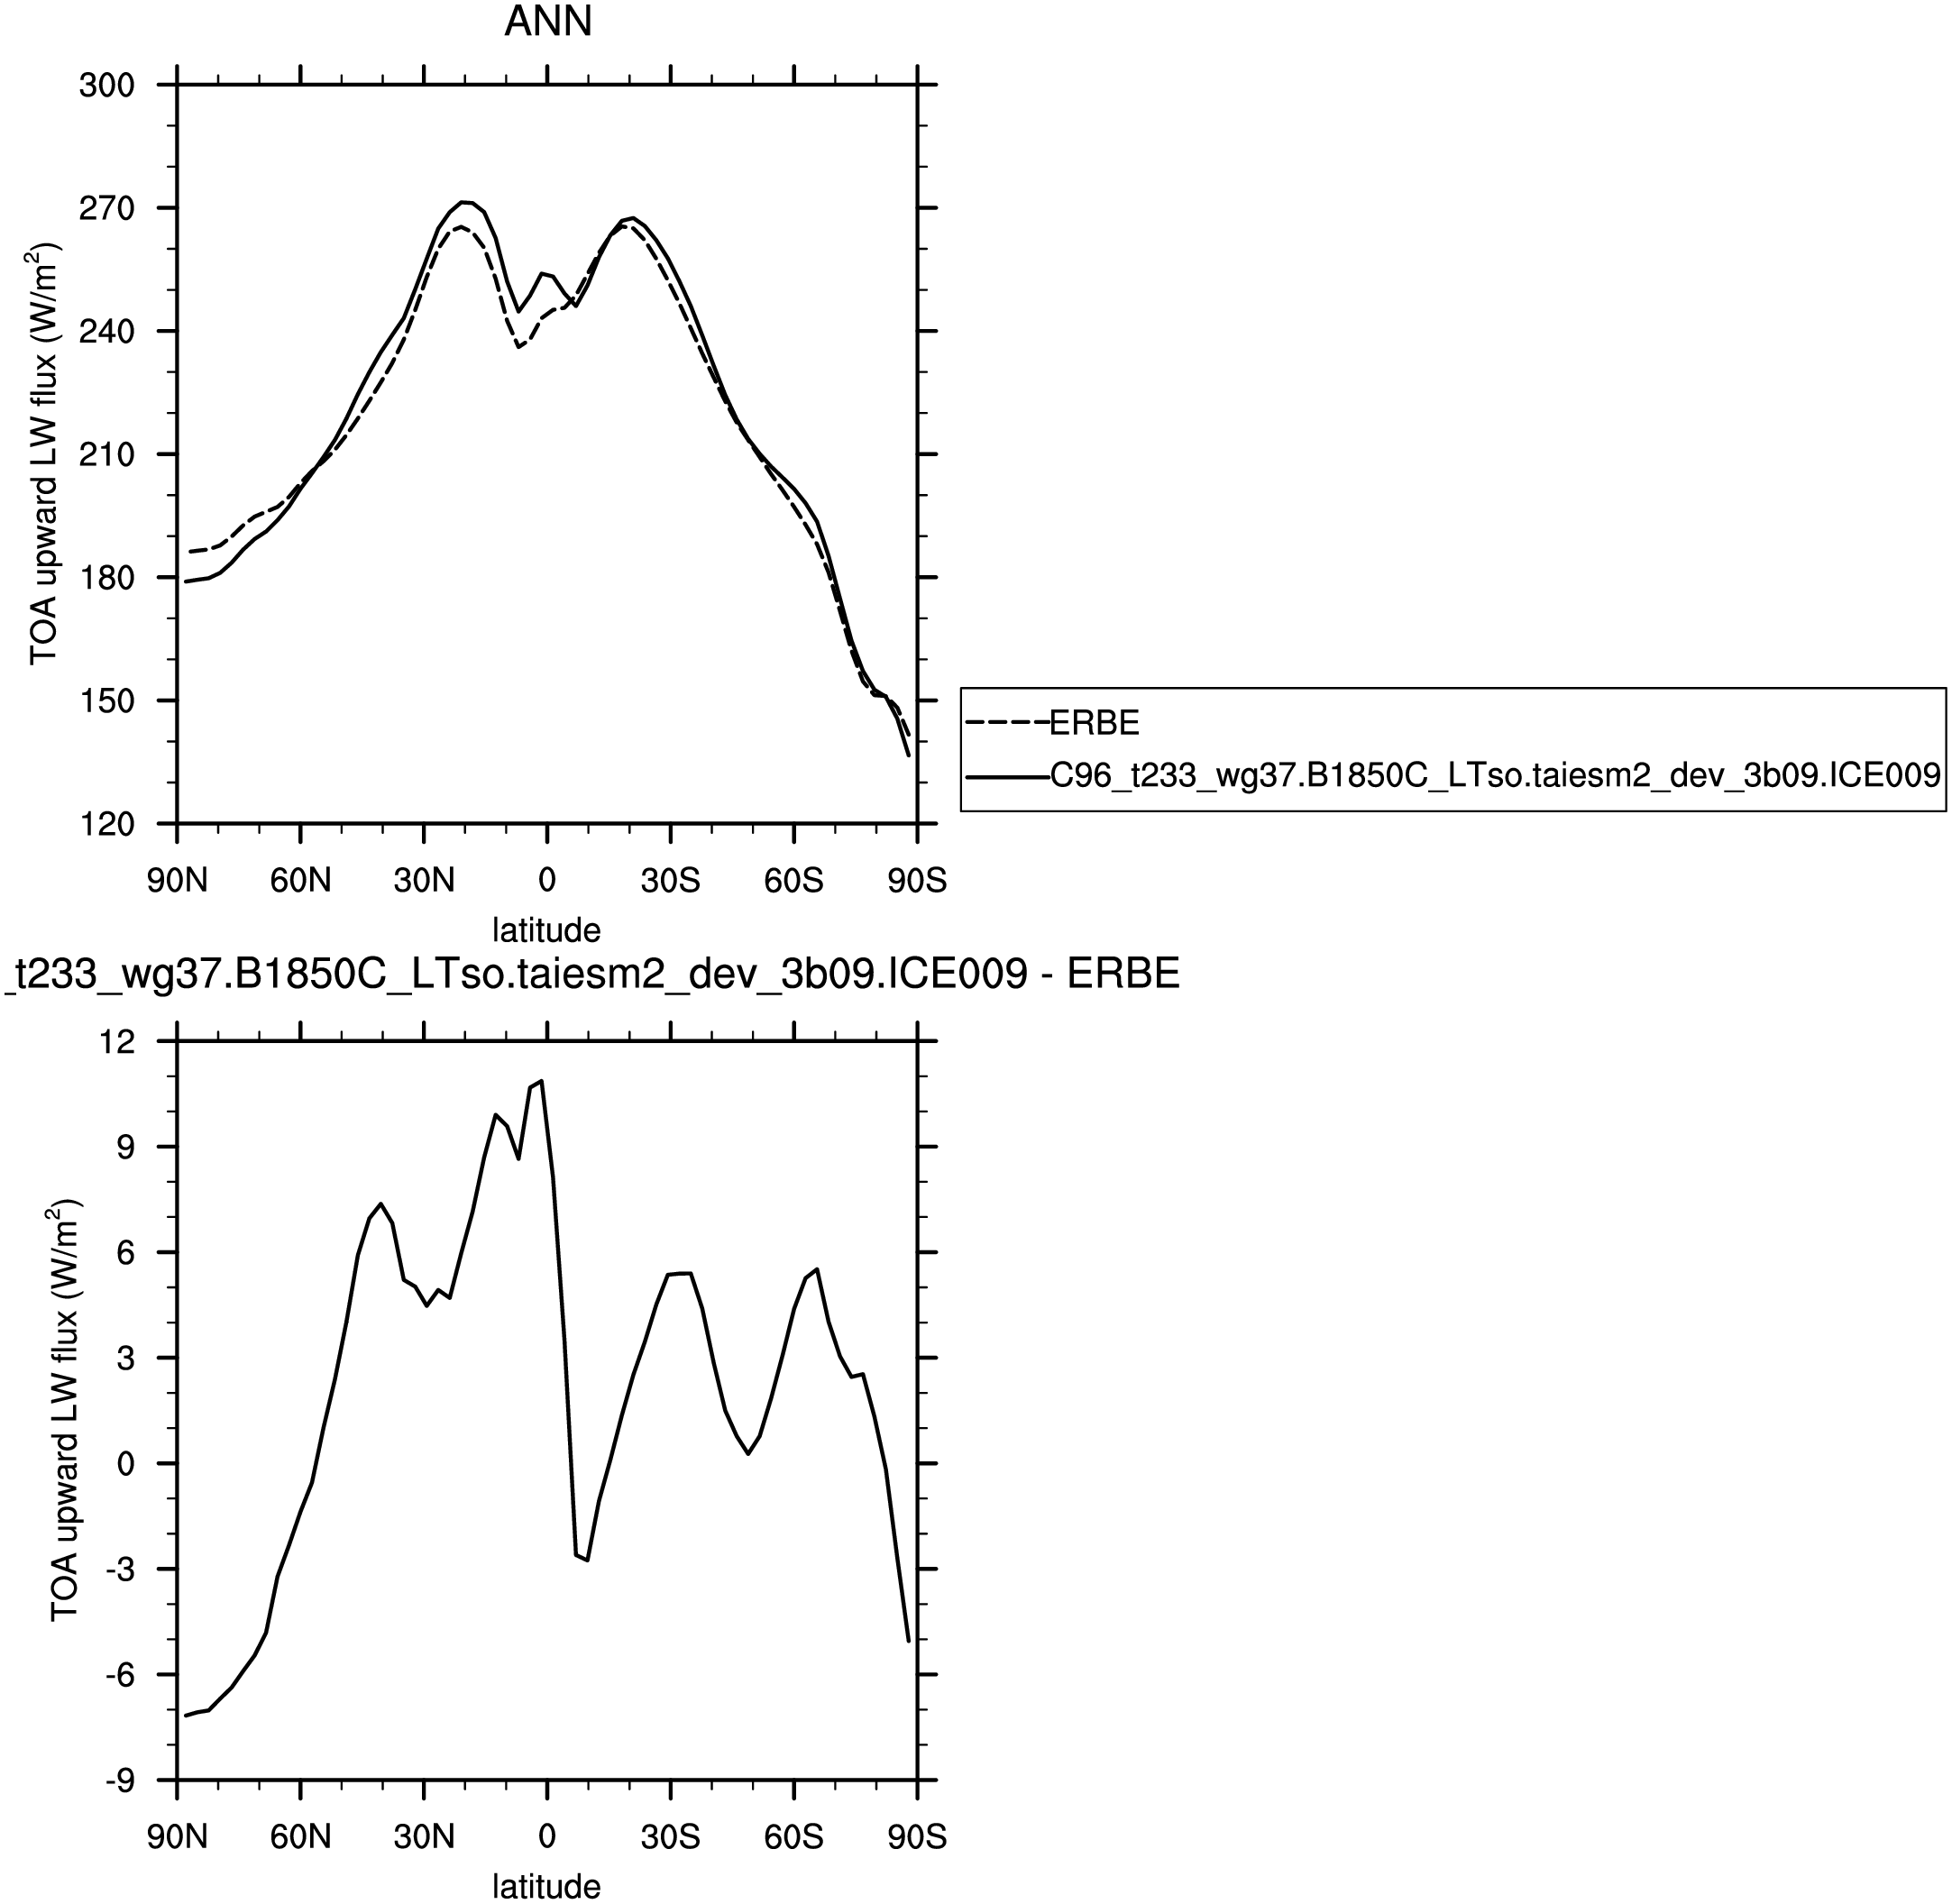 ANN
300
270
240
210
180
150
120
TOA upward LW flux (W/m²)
90N 60N 30N 0 30S 60S 90S
latitude
ERBE
C96_t233_wg37.B1850C_LTso.taiesm2_dev_3b09.ICE009
_t233_wg37.B1850C_LTso.taiesm2_dev_3b09.ICE009 - ERBE
12
9
6
3
0
-3
-6
-9
TOA upward LW flux (W/m²)
90N 60N 30N 0 30S 60S 90S
latitude